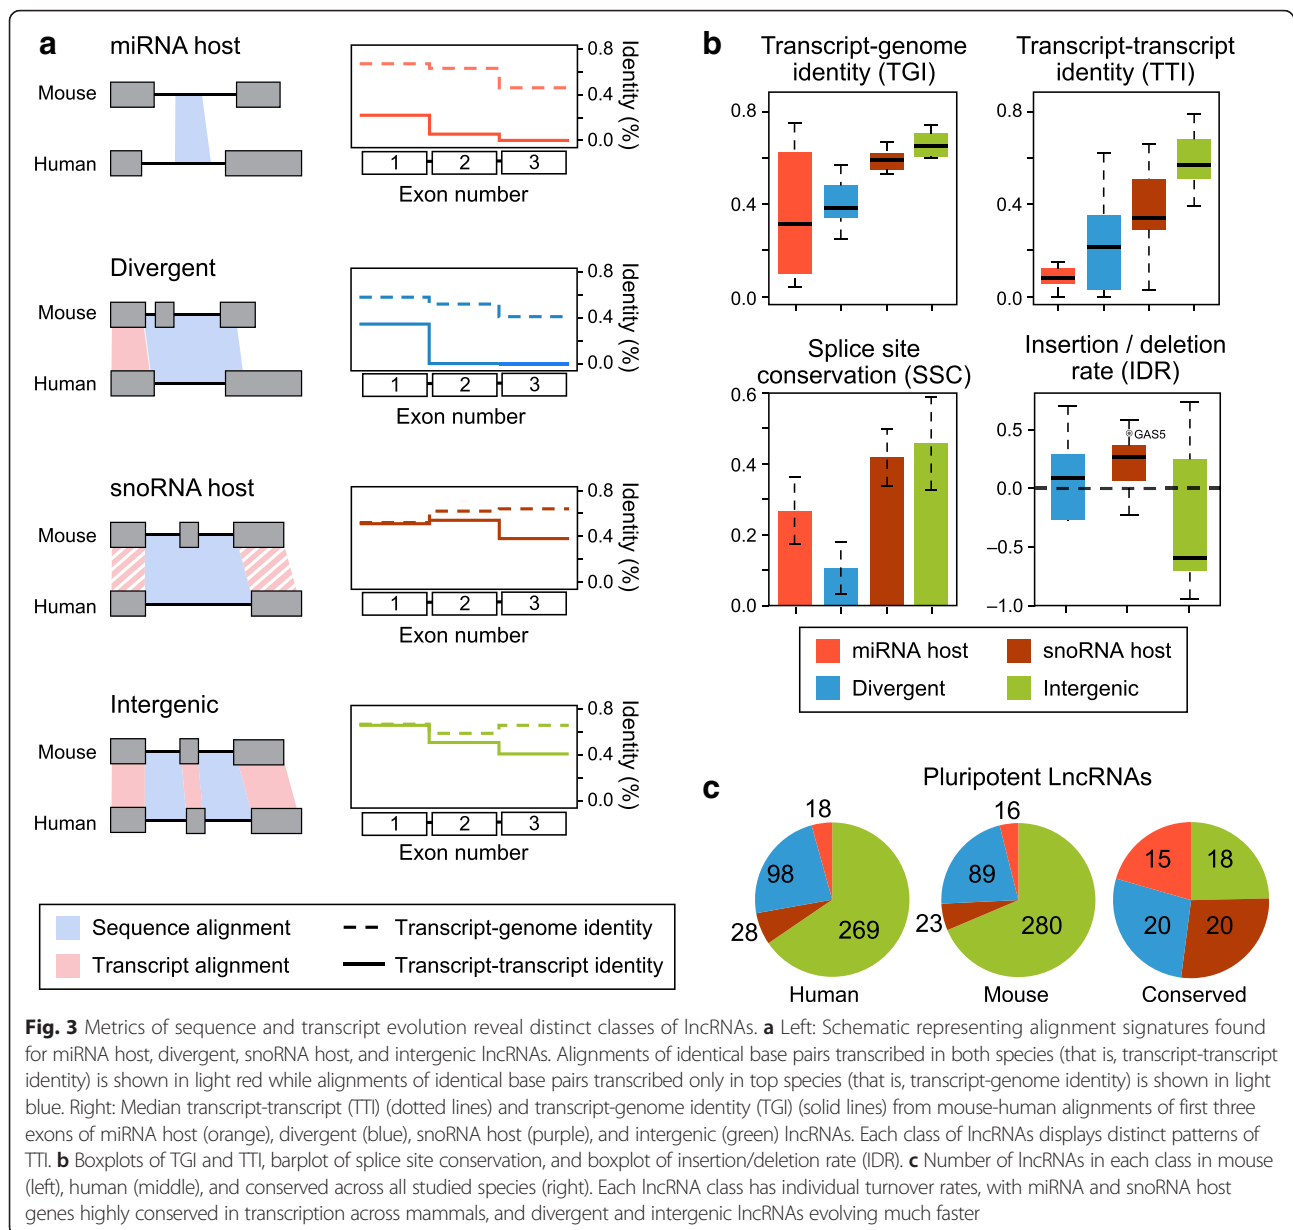 a
miRNA host
Mouse
Human
0.8
0.4
0.0
Identity (%)
1 2 3
Exon number
Divergent
Mouse
Human
0.8
0.4
0.0
Identity (%)
1 2 3
Exon number
snoRNA host
Mouse
Human
0.8
0.4
0.0
Identity (%)
1 2 3
Exon number
Intergenic
Mouse
Human
0.8
0.4
0.0
Identity (%)
1 2 3
Exon number
Sequence alignment
Transcript alignment
Transcript-genome identity
Transcript-transcript identity
b
Transcript-genome
identity (TGI)
0.8
0.4
0.0
Transcript-transcript
identity (TTI)
0.8
0.4
0.0
Splice site
conservation (SSC)
0.6
0.4
0.2
0.0
Insertion / deletion
rate (IDR)
0.5
0.0
–0.5
–1.0
GAS5
miRNA host
snoRNA host
Divergent
Intergenic
c
Pluripotent LncRNAs
18
98
28
269
Human
16
89
23
280
Mouse
15
18
20
20
Conserved
Fig. 3 Metrics of sequence and transcript evolution reveal distinct classes of lncRNAs. a Left: Schematic representing alignment signatures found
for miRNA host, divergent, snoRNA host, and intergenic lncRNAs. Alignments of identical base pairs transcribed in both species (that is, transcript-transcript
identity) is shown in light red while alignments of identical base pairs transcribed only in top species (that is, transcript-genome identity) is shown in light
blue. Right: Median transcript-transcript (TTI) (dotted lines) and transcript-genome identity (TGI) (solid lines) from mouse-human alignments of first three
exons of miRNA host (orange), divergent (blue), snoRNA host (purple), and intergenic (green) lncRNAs. Each class of lncRNAs displays distinct patterns of
TTI. b Boxplots of TGI and TTI, barplot of splice site conservation, and boxplot of insertion/deletion rate (IDR). c Number of lncRNAs in each class in mouse
(left), human (middle), and conserved across all studied species (right). Each lncRNA class has individual turnover rates, with miRNA and snoRNA host
genes highly conserved in transcription across mammals, and divergent and intergenic lncRNAs evolving much faster